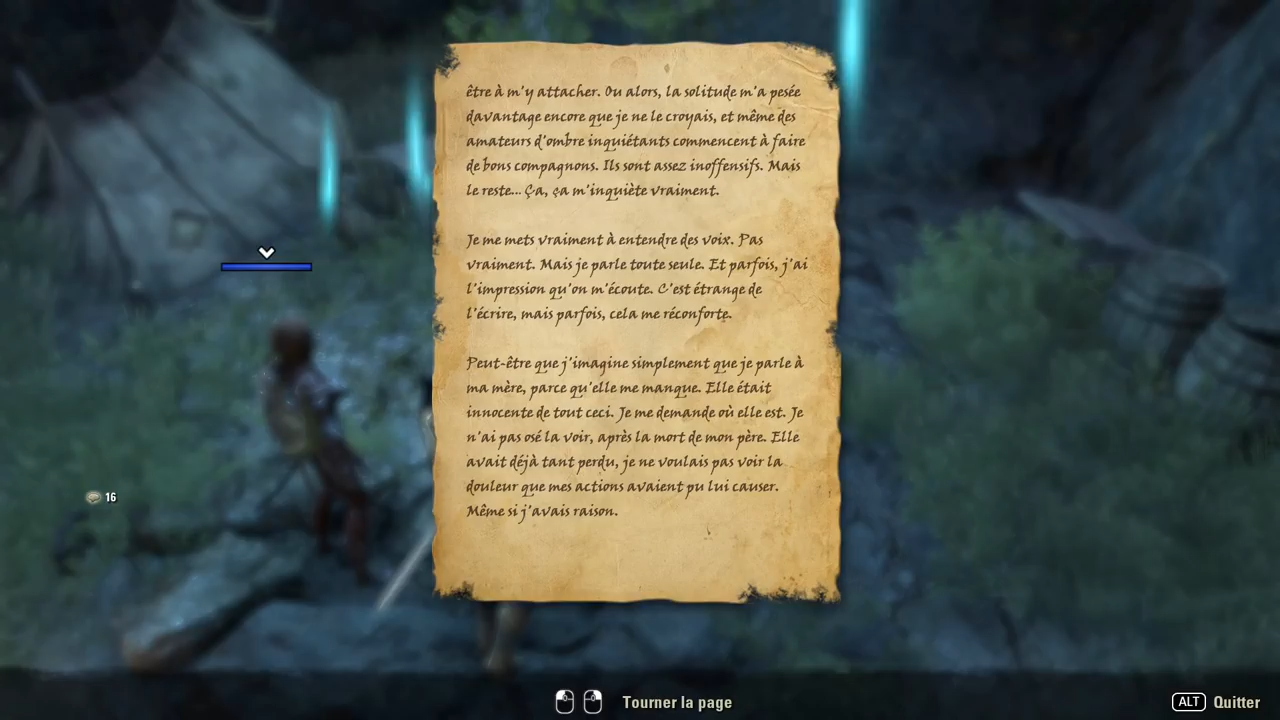 être à m'y attacher. Ou alors, la solitude m'a pesée
davantage encore que je ne le croyais, et même des
amateurs d'ombre inquiétants commencent à faire
de bons compagnons. Ils sont assez inoffensifs. Mais
le reste... Ça, ça m'inquiète vraiment.
Je me mets vraiment à entendre des voix. Pas
vraiment. Mais je parle toute seule. Et parfois, j'ai
l'impression qu'on m'écoute. C'est étrange de
l'écrire, mais parfois, cela me réconforte.
Peut-être que j'imagine simplement que je parle à
ma mère, parce qu'elle me manque. Elle était
innocente de tout ceci. Je me demande où elle est. Je
n'ai pas osé la voir, après la mort de mon père. Elle
avait déjà tant perdu, je ne voulais pas voir la
douleur que mes actions avaient pu lui causer.
Même si j'avais raison.
16
Tourner la page
ALT Quitter